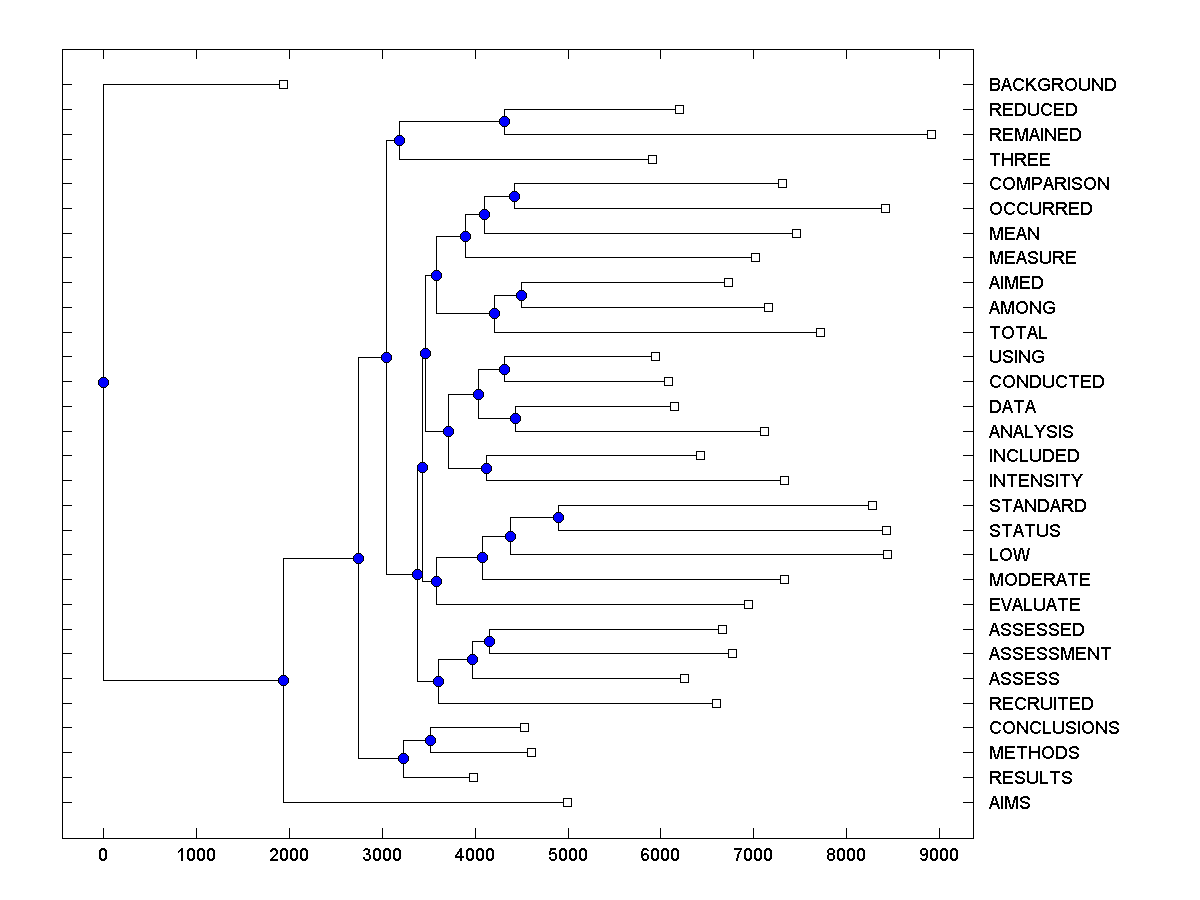 BACKGROUND
REDUCED
REMAINED
THREE
COMPARISON
OCCURRED
MEAN
MEASURE
AIMED
AMONG
TOTAL
USING
CONDUCTED
DATA
ANALYSIS
INCLUDED
INTENSITY
STANDARD
STATUS
LOW
MODERATE
EVALUATE
ASSESSED
ASSESSMENT
ASSESS
RECRUITED
CONCLUSIONS
METHODS
RESULTS
AIMS
0 1000 2000 3000 4000 5000 6000 7000 8000 9000